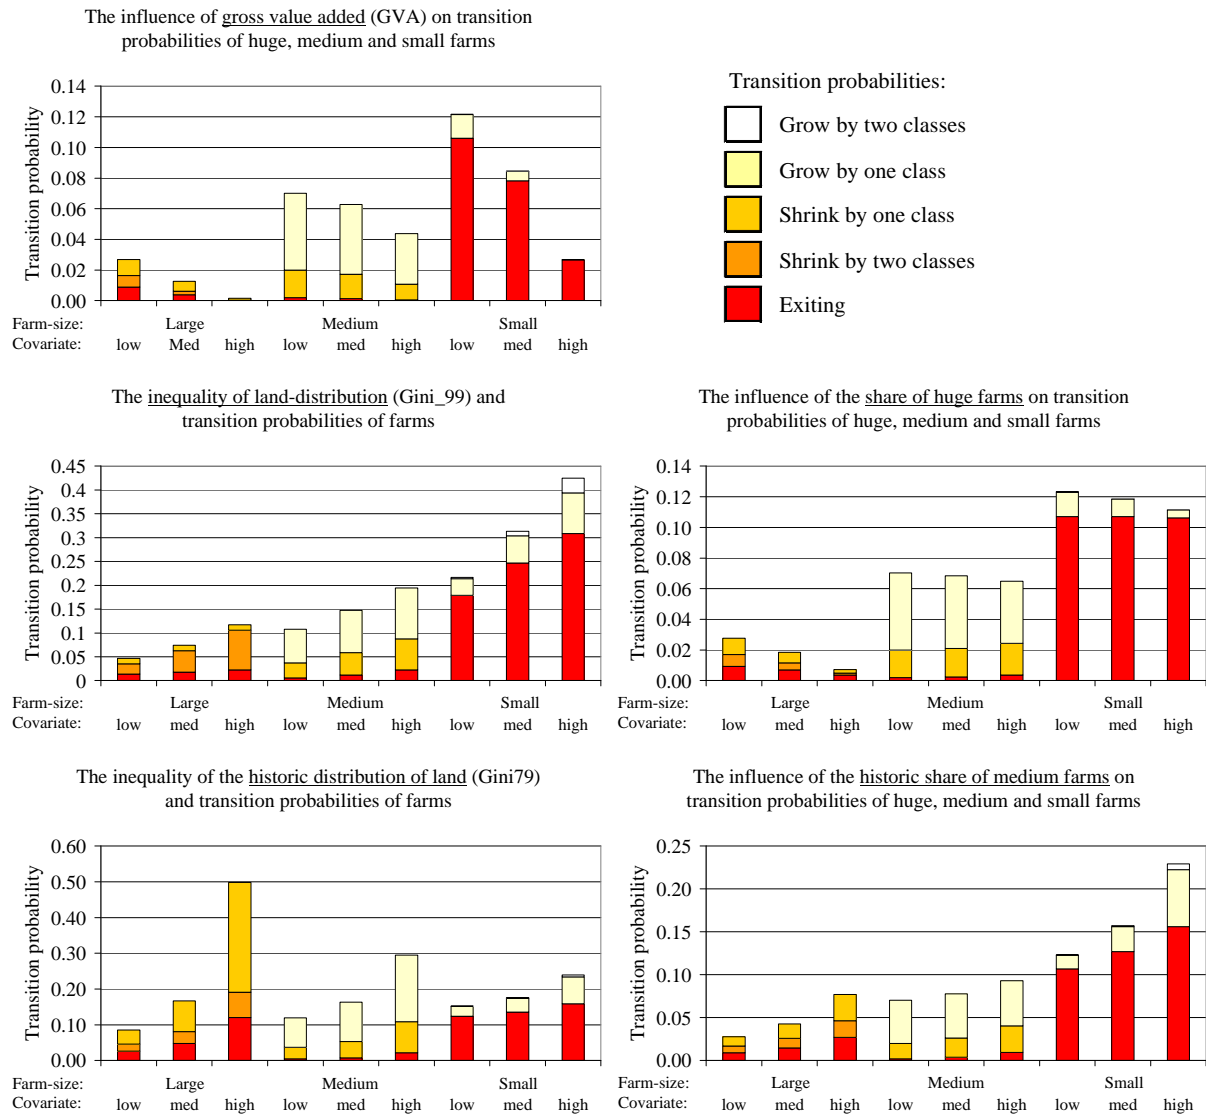 The influence of gross value added (GVA) on transition
probabilities of huge, medium and small farms
Transition probability
0.14
0.12
0.10
0.08
0.06
0.04
0.02
0.00
Farm-size: Large Medium Small
Covariate: low Med high low med high low med high
Transition probabilities:
Grow by two classes
Grow by one class
Shrink by one class
Shrink by two classes
Exiting
The inequality of land-distribution (Gini_99) and
transition probabilities of farms
Transition probability
0.45
0.4
0.35
0.3
0.25
0.2
0.15
0.1
0.05
0
Farm-size: Large Medium Small
Covariate: low med high low med high low med high
The influence of the share of huge farms on transition
probabilities of huge, medium and small farms
Transition probability
0.14
0.12
0.10
0.08
0.06
0.04
0.02
0.00
Farm-size: Large Medium Small
Covariate: low med high low med high low med high
The inequality of the historic distribution of land (Gini79)
and transition probabilities of farms
Transition probability
0.60
0.50
0.40
0.30
0.20
0.10
0.00
Farm-size: Large Medium Small
Covariate: low med high low med high low med high
The influence of the historic share of medium farms on
transition probabilities of huge, medium and small farms
Transition probability
0.25
0.20
0.15
0.10
0.05
0.00
Farm-size: Large Medium Small
Covariate: low med high low med high low med high